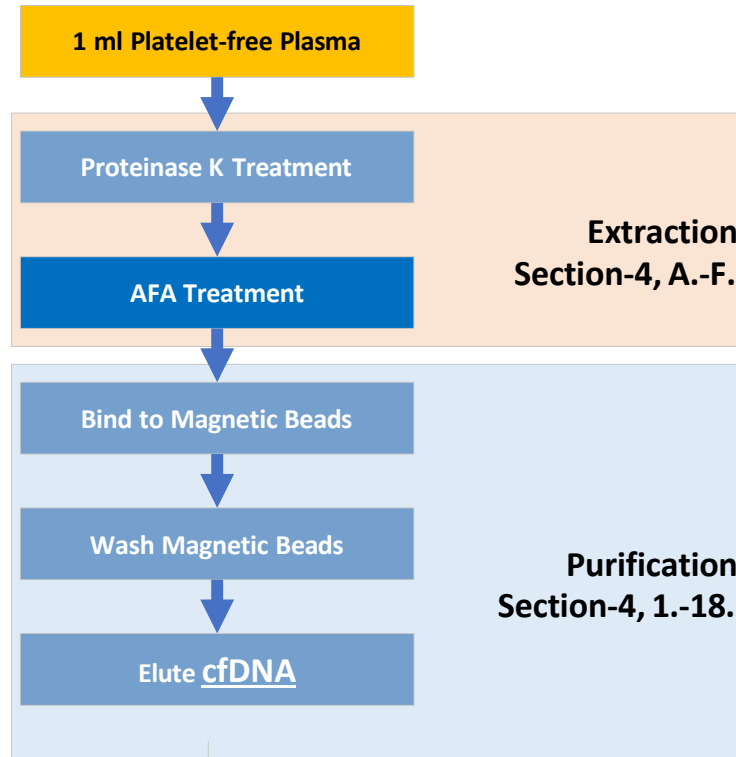 1 ml Platelet-free Plasma
Proteinase K Treatment
AFA Treatment
Extraction
Section-4, A.-F.
Bind to Magnetic Beads
Wash Magnetic Beads
Elute cfDNA
Purification
Section-4, 1.-18.